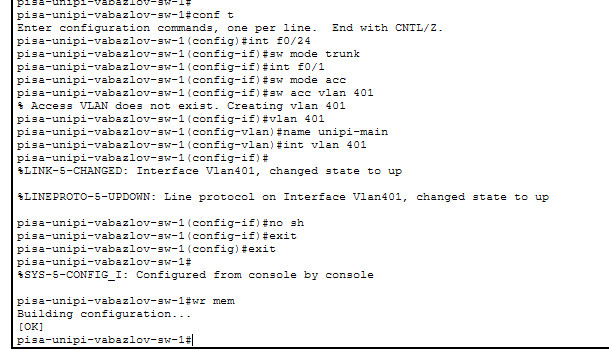 pisa-unipi-vabazlov-sw-1#
pisa-unipi-vabazlov-sw-1#conf t
Enter configuration commands, one per line.  End with CNTL/Z.
pisa-unipi-vabazlov-sw-1(config)#int f0/24
pisa-unipi-vabazlov-sw-1(config-if)#sw mode trunk
pisa-unipi-vabazlov-sw-1(config-if)#int f0/1
pisa-unipi-vabazlov-sw-1(config-if)#sw mode acc
pisa-unipi-vabazlov-sw-1(config-if)#sw acc vlan 401
% Access VLAN does not exist. Creating vlan 401
pisa-unipi-vabazlov-sw-1(config-if)#vlan 401
pisa-unipi-vabazlov-sw-1(config-vlan)#name unipi-main
pisa-unipi-vabazlov-sw-1(config-vlan)#int vlan 401
pisa-unipi-vabazlov-sw-1(config-if)#
%LINK-5-CHANGED: Interface Vlan401, changed state to up
%LINEPROTO-5-UPDOWN: Line protocol on Interface Vlan401, changed state to up
pisa-unipi-vabazlov-sw-1(config-if)#no sh
pisa-unipi-vabazlov-sw-1(config-if)#exit
pisa-unipi-vabazlov-sw-1(config)#exit
pisa-unipi-vabazlov-sw-1#
%SYS-5-CONFIG_I: Configured from console by console
pisa-unipi-vabazlov-sw-1#wr mem
Building configuration...
[OK]
pisa-unipi-vabazlov-sw-1#